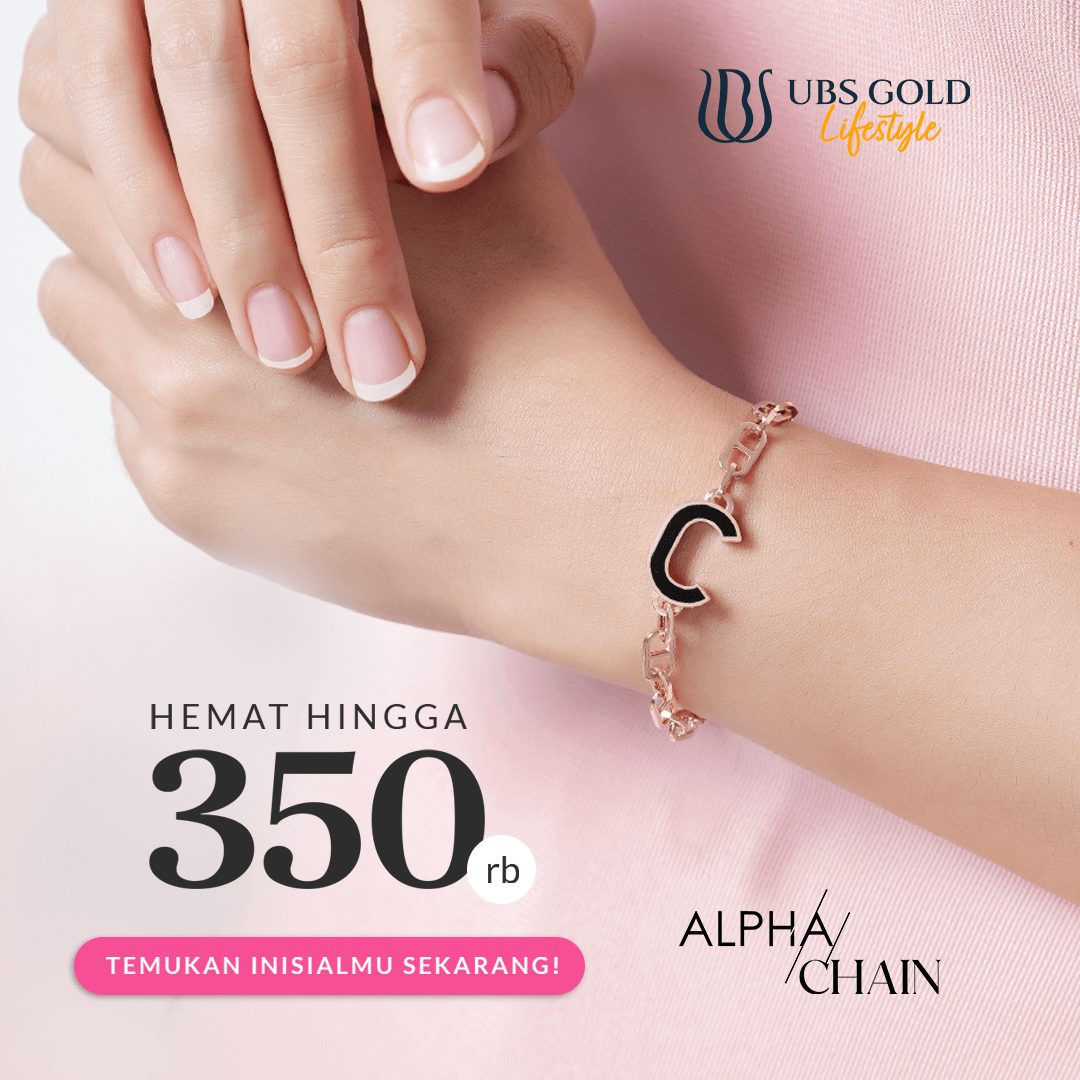 UBS GOLD
Lifestyle
C
HEMAT HINGGA
350
rb
TEMUKAN INISIALMU SEKARANG!
ALPHA
CHAIN